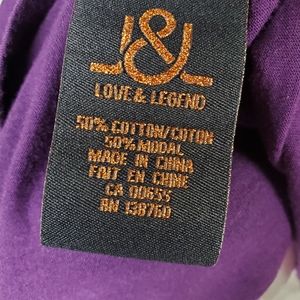 L&L
LOVE & LEGEND
50% COTTON/COTON
50% MODAL
MADE IN CHINA
FAIT EN CHINE
CA 00655
RN 138760